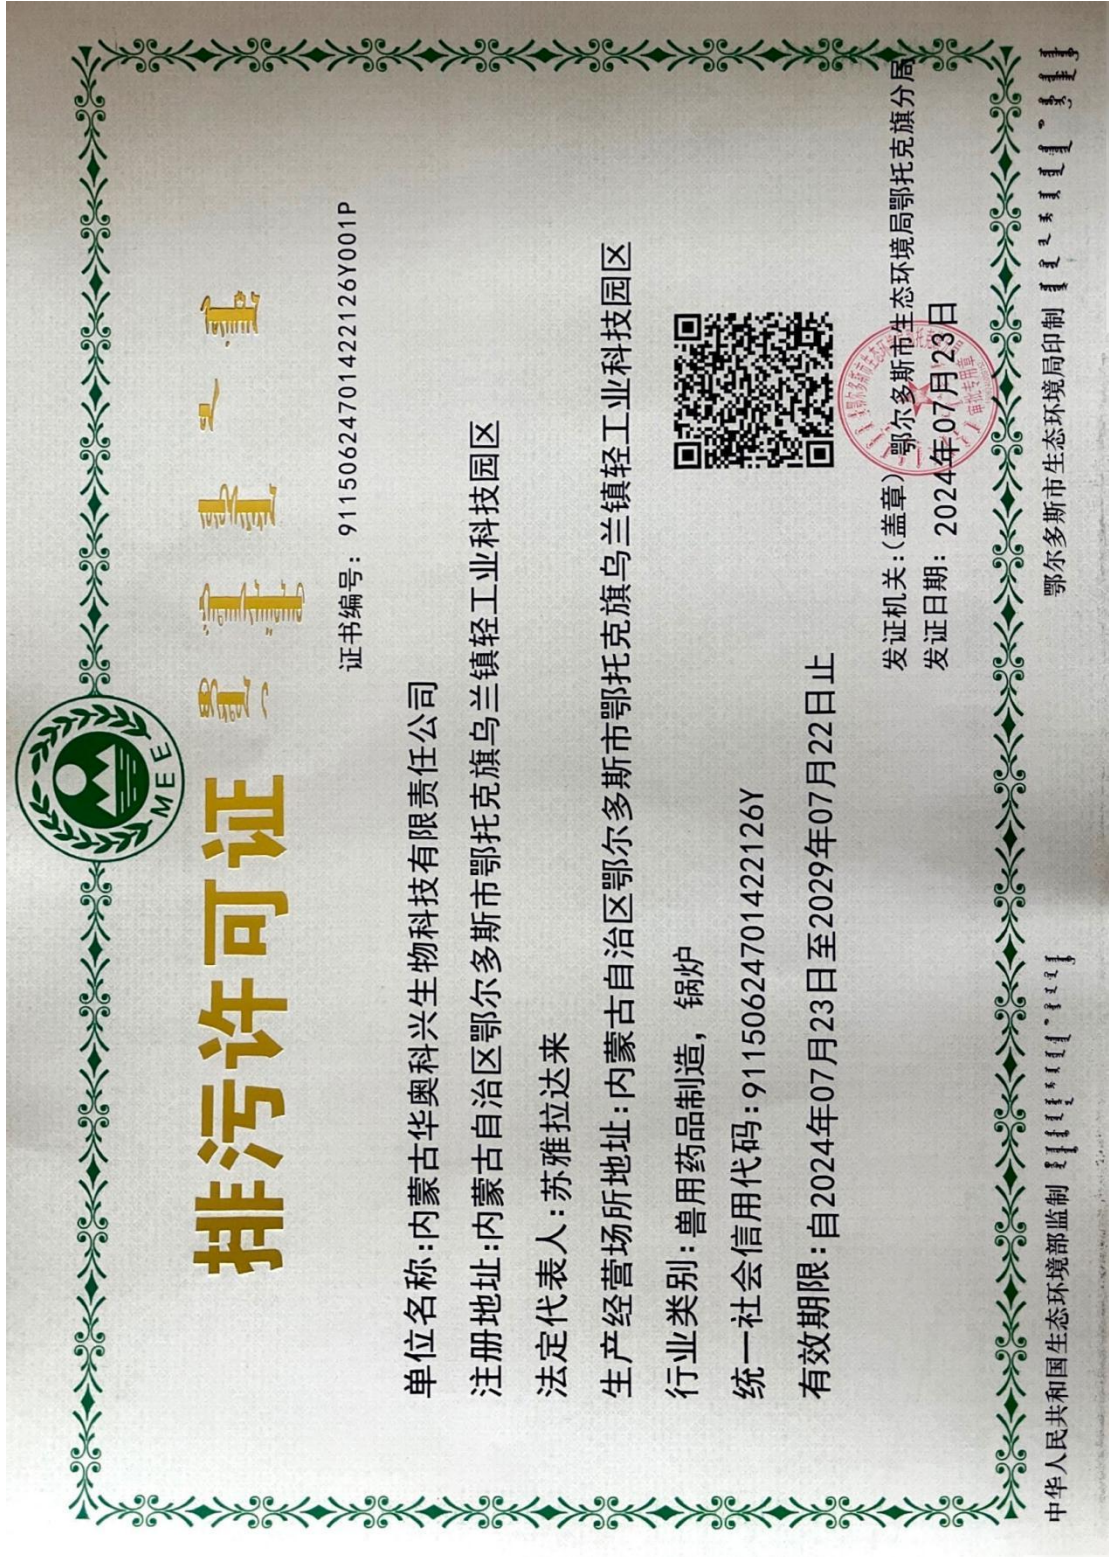 MEE
排污许可证
证书编号：91150624701422126Y001P
单位名称:内蒙古华奥科兴生物科技有限责任公司
注册地址:内蒙古自治区鄂尔多斯市鄂托克旗乌兰镇轻工业科技园区
法定代表人:苏雅拉达来
生产经营场所地址:内蒙古自治区鄂尔多斯市鄂托克旗乌兰镇轻工业科技园区
行业类别:兽用药品制造，锅炉
统一社会信用代码:91150624701422126Y
有效期限:自2024年07月23日至2029年07月22日止
发证机关:(盖章)鄂尔多斯市生态环境局鄂托克旗分局
发证日期:2024年07月23日
审批专用章
中华人民共和国生态环境部监制
鄂尔多斯市生态环境局印制